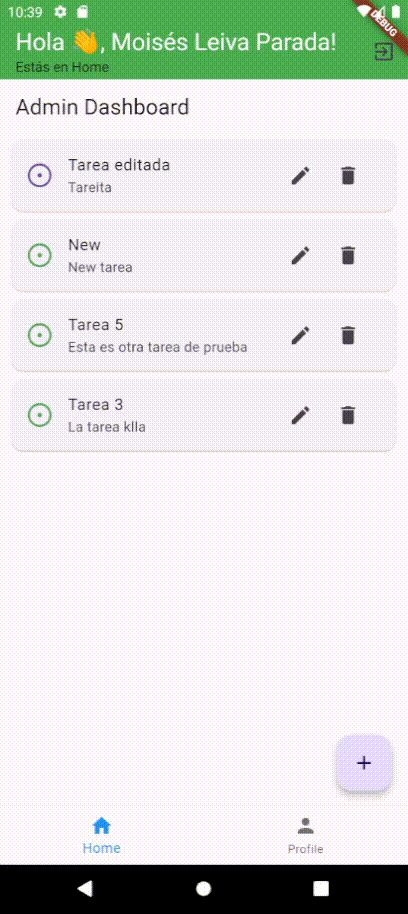 10:39
DEBUG
Hola 👋, Moisés Leiva Parada!
Estás en Home
Admin Dashboard
Tarea editada
Tareita
New
New tarea
Tarea 5
Esta es otra tarea de prueba
Tarea 3
La tarea klla
Home
Profile